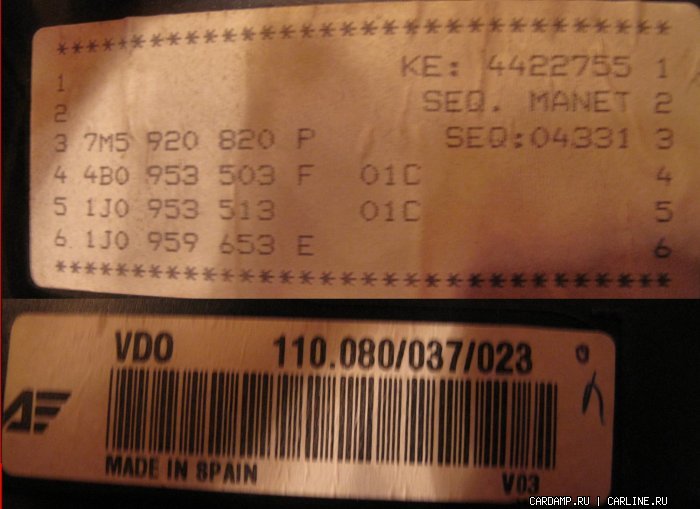 ******************************
1 KE: 4422755 1
2 SEQ. MANET 2
3 7M5 920 820 P SEQ:04331 3
4 4B0 953 503 F 01C 4
5 1J0 953 513 01C 5
6 1J0 959 653 E 6
******************************
VDO 110.080/037/023
MADE IN SPAIN V03
CARDAMP.RU | CARLINE.RU